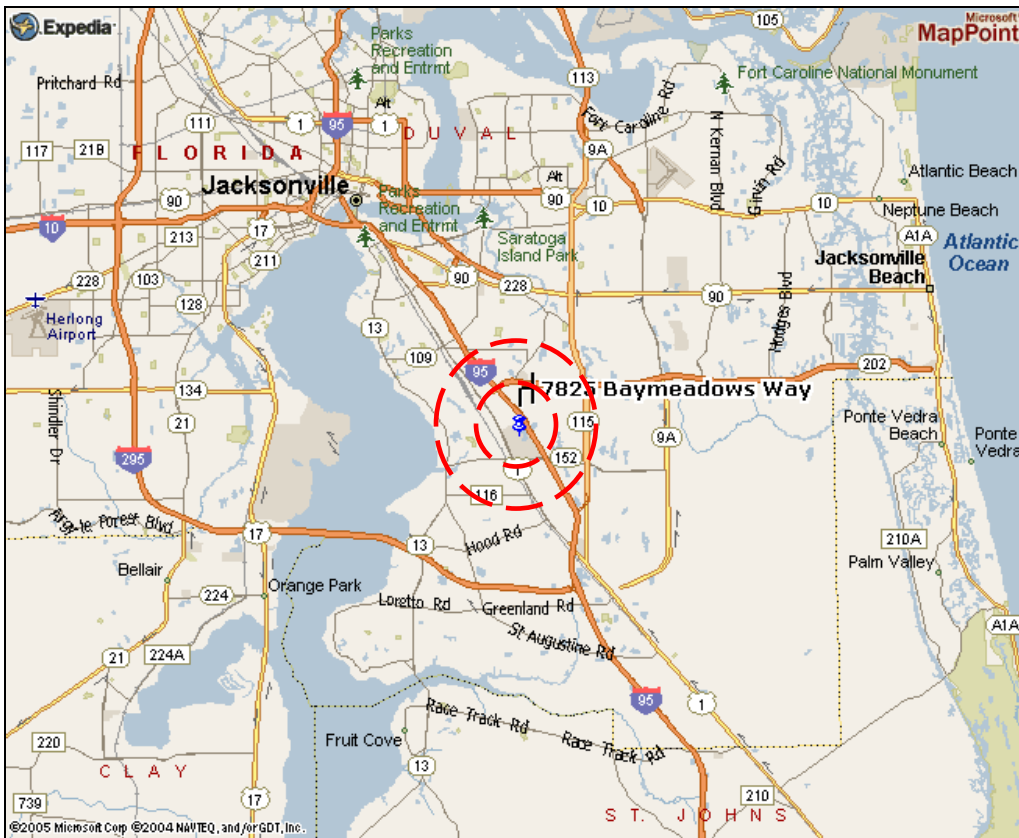 Expedia
Microsoft
MapPoint
105
Parks
Recreation
and Entrmt
Pritchard Rd
113
Fort Caroline National Monument
Fort Caroline Rd
N Kernan Blvd
Girvin Rd
Alt
1
111
1
95
D U V A L
117
21B
F L O R I D A
9A
Jacksonville
Alt
90
Atlantic Beach
Parks
Recreation
and Entrmt
90
10
10
Neptune Beach
10
213
17
Saratoga
Island Park
A1A
Atlantic
Ocean
211
Jacksonville
Beach
228
103
90
228
90
Hodges Blvd
128
Herlong
Airport
13
109
95
202
134
7825 Baymeadows Way
Shindler Dr
21
115
9A
Ponte Vedra
Beach
Ponte
Vedra
295
152
1
116
Argyle Forest Blvd
17
13
Hood Rd
210A
Bellair
Palm Valley
224
Orange Park
Loretto Rd
Greenland Rd
A1A
St Augustine Rd
21
224A
95
1
Race Track Rd
Race Track Rd
220
Fruit Cove
C L A Y
13
739
17
210
S T. J O H N S
©2005 Microsoft Corp ©2004 NAVTEQ, and/or GDT, Inc.